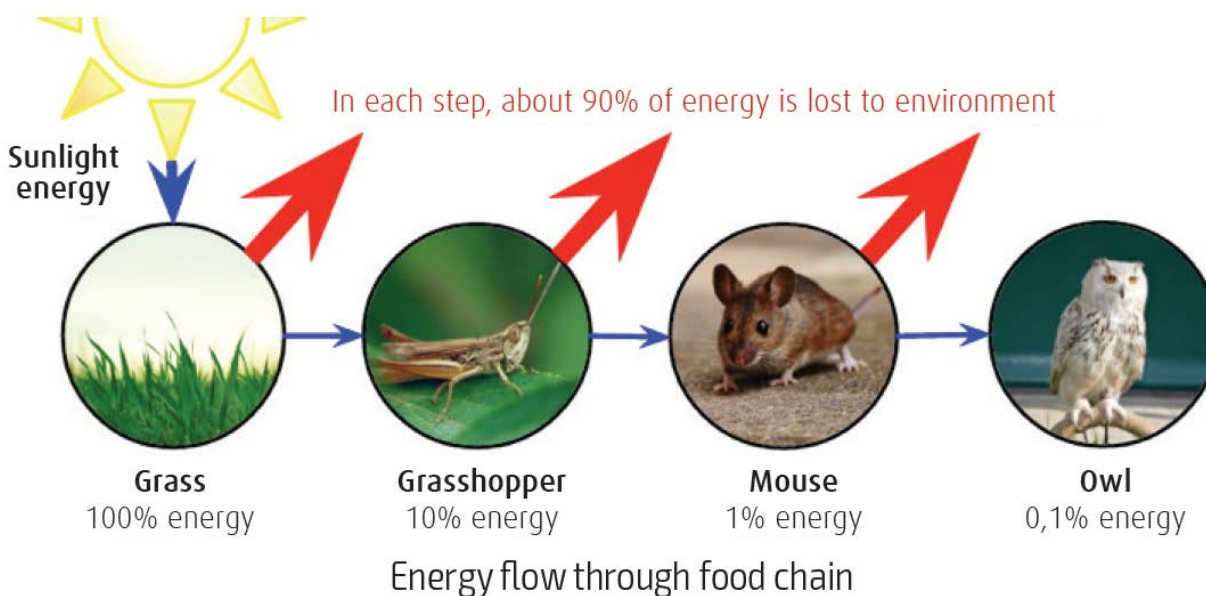 In each step, about 90% of energy is lost to environment
Sunlight
energy
Grass
100% energy
Grasshopper
10% energy
Mouse
1% energy
Owl
0,1% energy
Energy flow through food chain